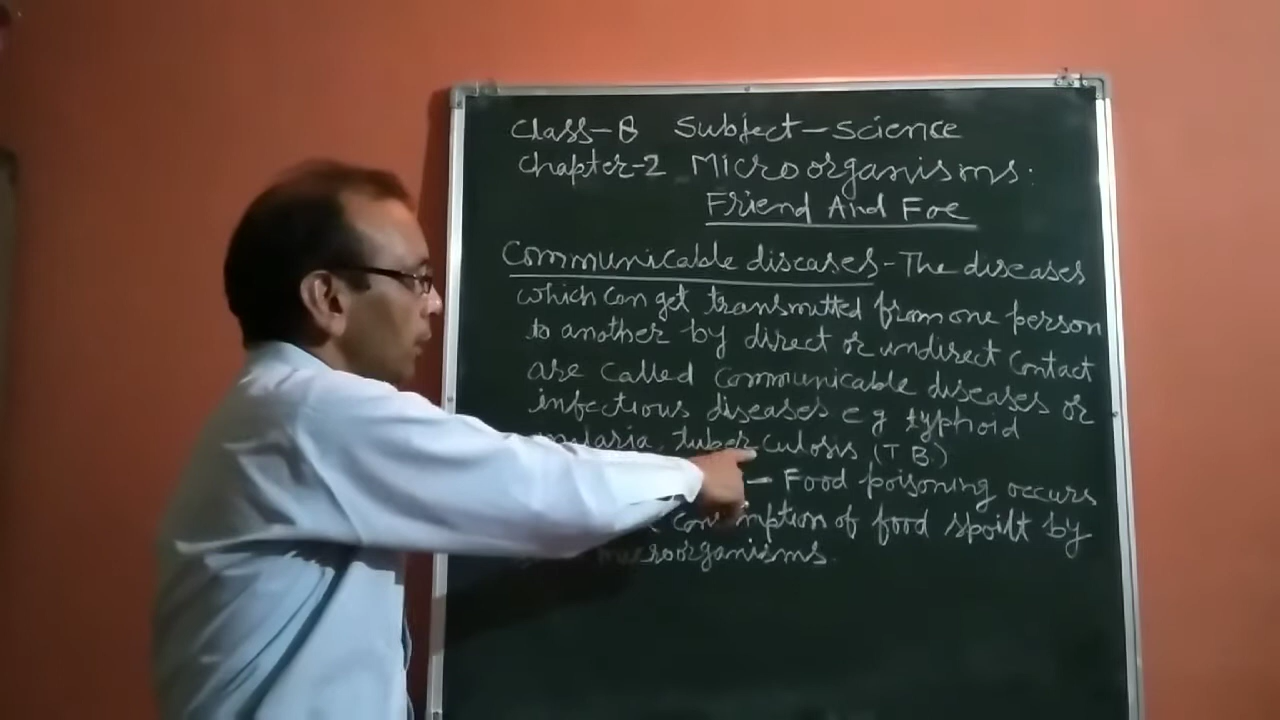 Class-8 Subject-Science
Chapter-2 Microorganisms:
Friend And Foe
Communicable diseases-The diseases
which can get transmitted from one person
to another by direct or indirect contact
are called communicable diseases or
infectious diseases e g typhoid
malaria, tuberculosis (T B)
- Food poisoning occurs
consumption of food spoilt by
microorganisms.